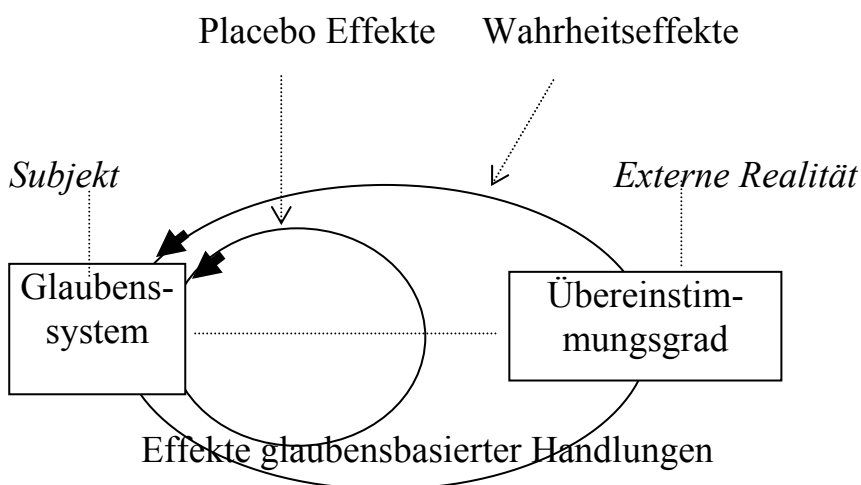 Placebo Effekte Wahrheitseffekte
Subjekt Externe Realität
Glaubens-
system
Übereinstim-
mungsgrad
Effekte glaubensbasierter Handlungen